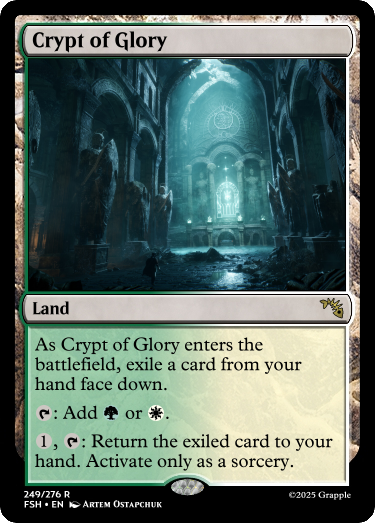 Crypt of Glory
Land
As Crypt of Glory enters the
battlefield, exile a card from your
hand face down.
: Add or .
1, : Return the exiled card to your
hand. Activate only as a sorcery.
249/276 R
FSH • EN Artem Ostapchuk
©2025 Grapple